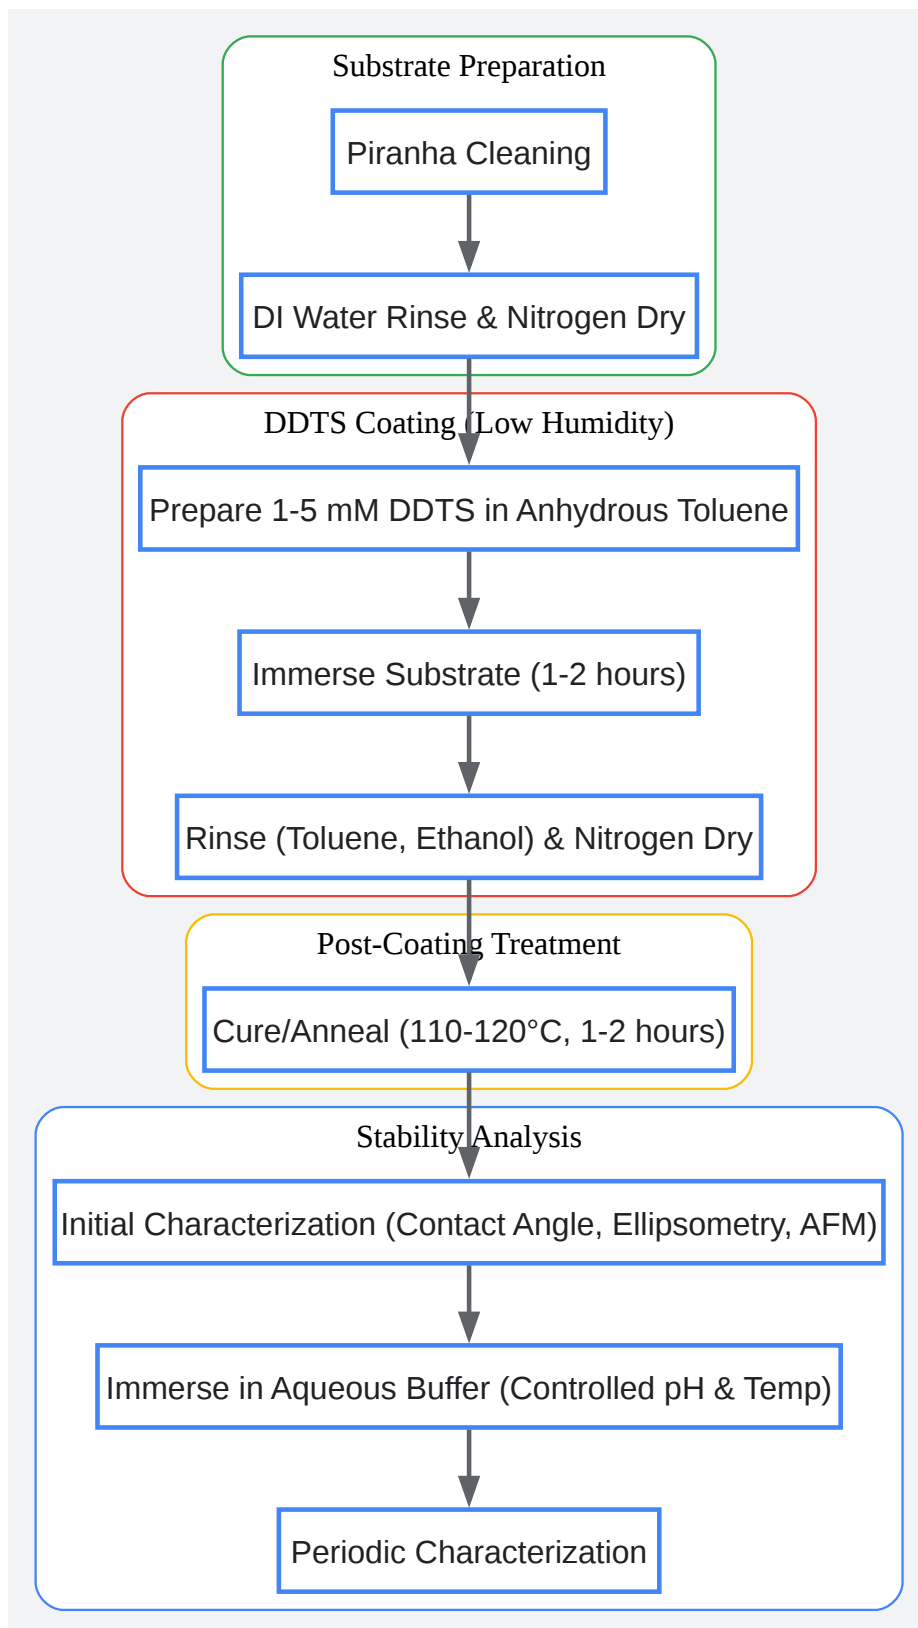 Substrate Preparation
Piranha Cleaning
DI Water Rinse & Nitrogen Dry
DDTS Coating (Low Humidity)
Prepare 1-5 mM DDTS in Anhydrous Toluene
Immerse Substrate (1-2 hours)
Rinse (Toluene, Ethanol) & Nitrogen Dry
Post-Coating Treatment
Cure/Anneal (110-120°C, 1-2 hours)
Stability Analysis
Initial Characterization (Contact Angle, Ellipsometry, AFM)
Immerse in Aqueous Buffer (Controlled pH & Temp)
Periodic Characterization